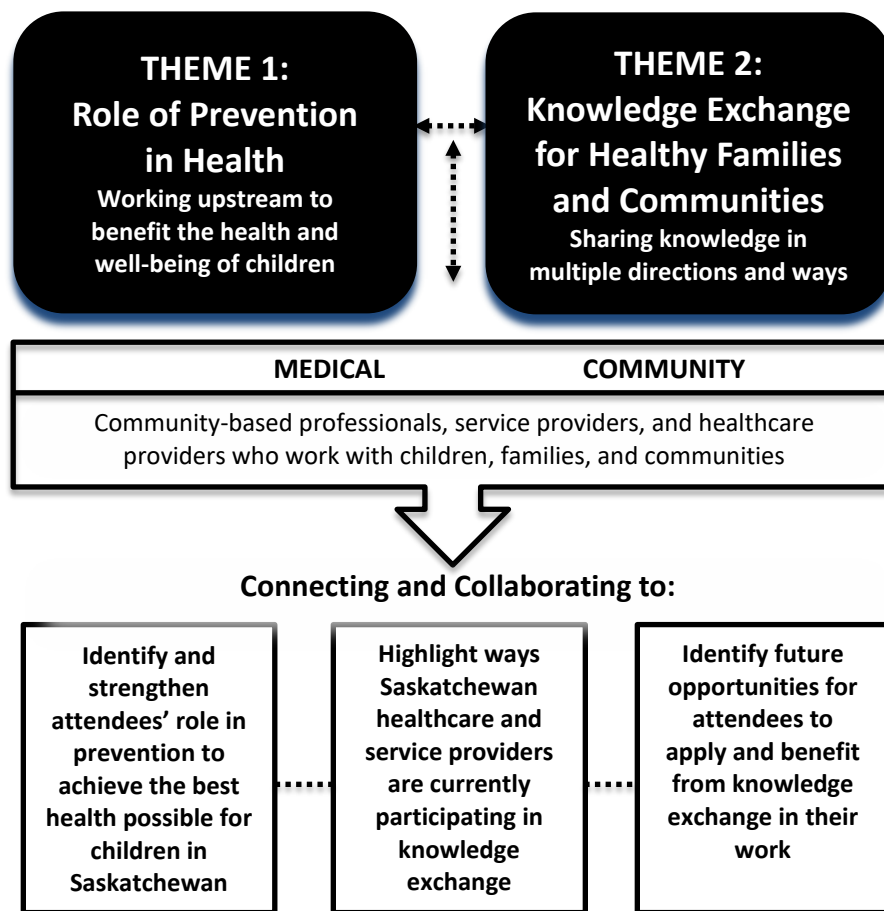 THEME 1:
Role of Prevention
in Health
Working upstream to
benefit the health and
well-being of children
THEME 2:
Knowledge Exchange
for Healthy Families
and Communities
Sharing knowledge in
multiple directions and ways
MEDICAL COMMUNITY
Community-based professionals, service providers, and healthcare
providers who work with children, families, and communities
Connecting and Collaborating to:
Identify and
strengthen
attendees’ role in
prevention to
achieve the best
health possible for
children in
Saskatchewan
Highlight ways
Saskatchewan
healthcare and
service providers
are currently
participating in
knowledge
exchange
Identify future
opportunities for
attendees to
apply and benefit
from knowledge
exchange in their
work